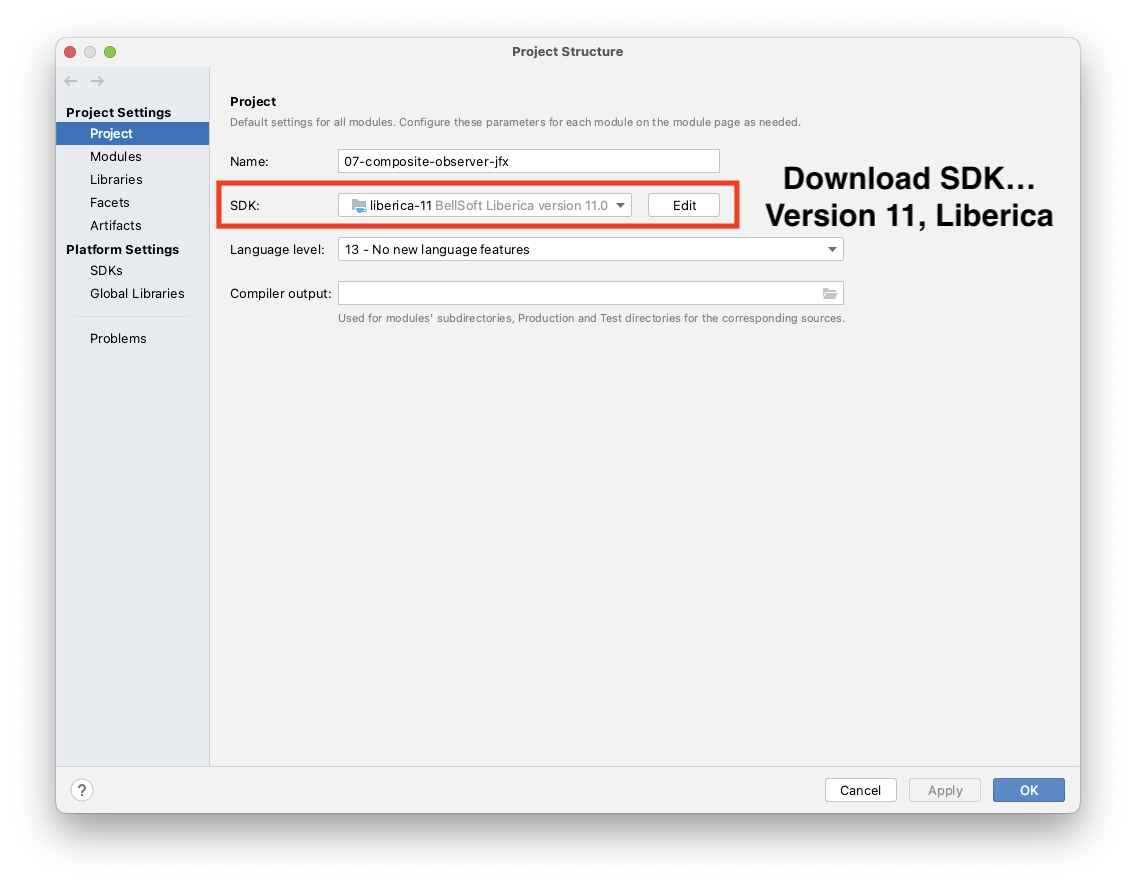 Project Structure
Project Settings
Project
Modules
Libraries
Facets
Artifacts
Platform Settings
SDKs
Global Libraries
Problems
Project
Default settings for all modules. Configure these parameters for each module on the module page as needed.
Name: 07-composite-observer-jfx
SDK: liberica-11 BellSoft Liberica version 11.0 Edit
Download SDK...
Version 11, Liberica
Language level: 13 - No new language features
Compiler output:
Used for modules' subdirectories, Production and Test directories for the corresponding sources.
? Cancel Apply OK